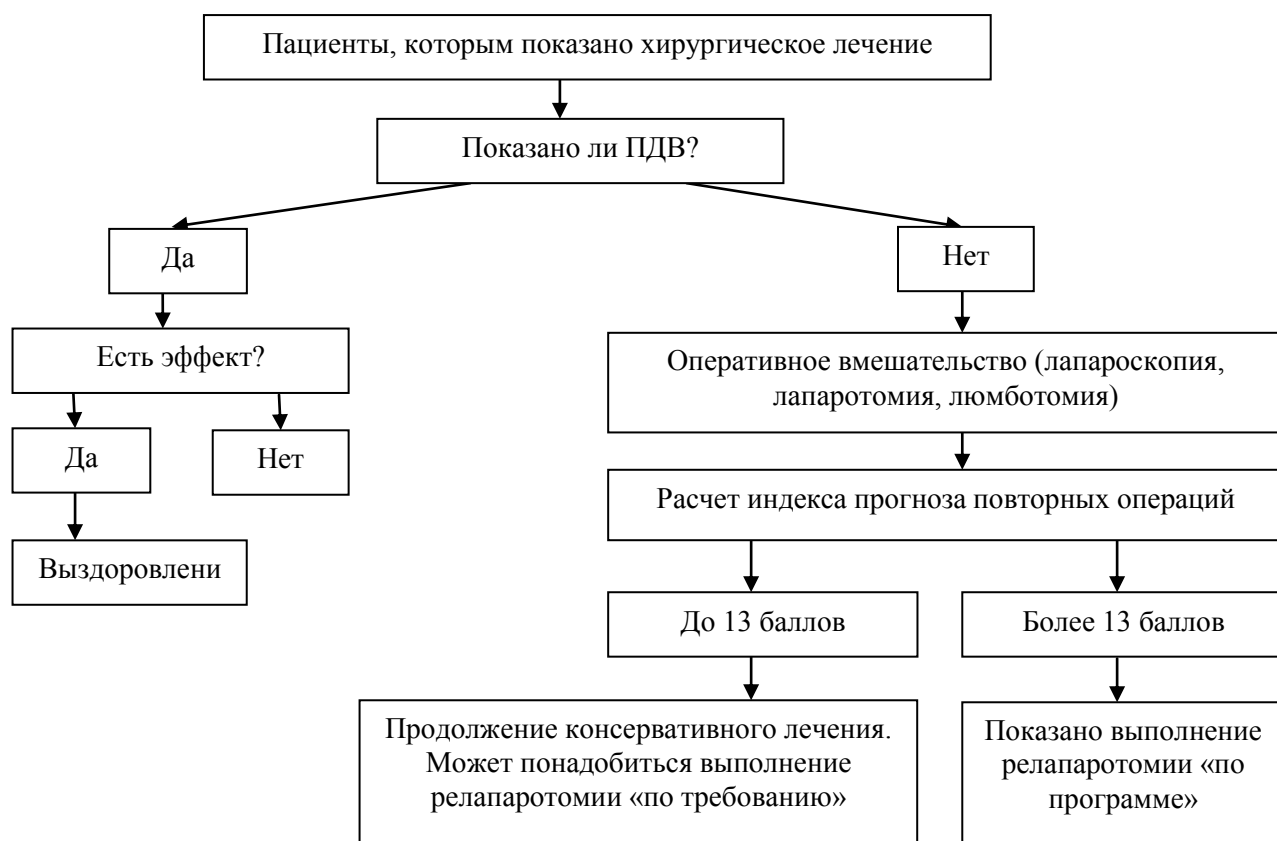 Пациенты, которым показано хирургическое лечение
Показано ли ПДВ?
Да
Нет
Есть эффект?
Оперативное вмешательство (лапароскопия,
лапаротомия, люмботомия)
Да
Нет
Расчет индекса прогноза повторных операций
Выздоровлени
До 13 баллов
Более 13 баллов
Продолжение консервативного лечения.
Может понадобиться выполнение
релапаротомии «по требованию»
Показано выполнение
релапаротомии «по
программе»